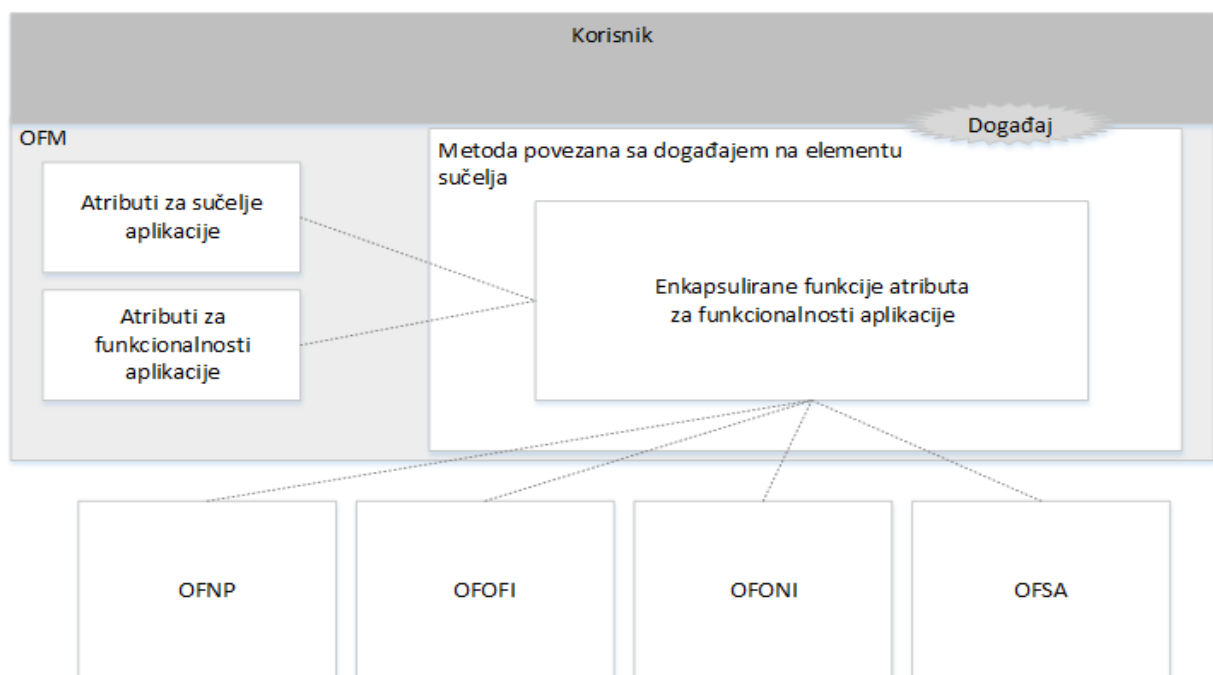 Korisnik
Događaj
OFM
Metoda povezana sa događajem na elementu
sučelja
Atributi za sučelje
aplikacije
Enkapsulirane funkcije atributa
za funkcionalnosti aplikacije
Atributi za
funkcionalnosti
aplikacije
OFNP
OFOFI
OFONI
OFSA